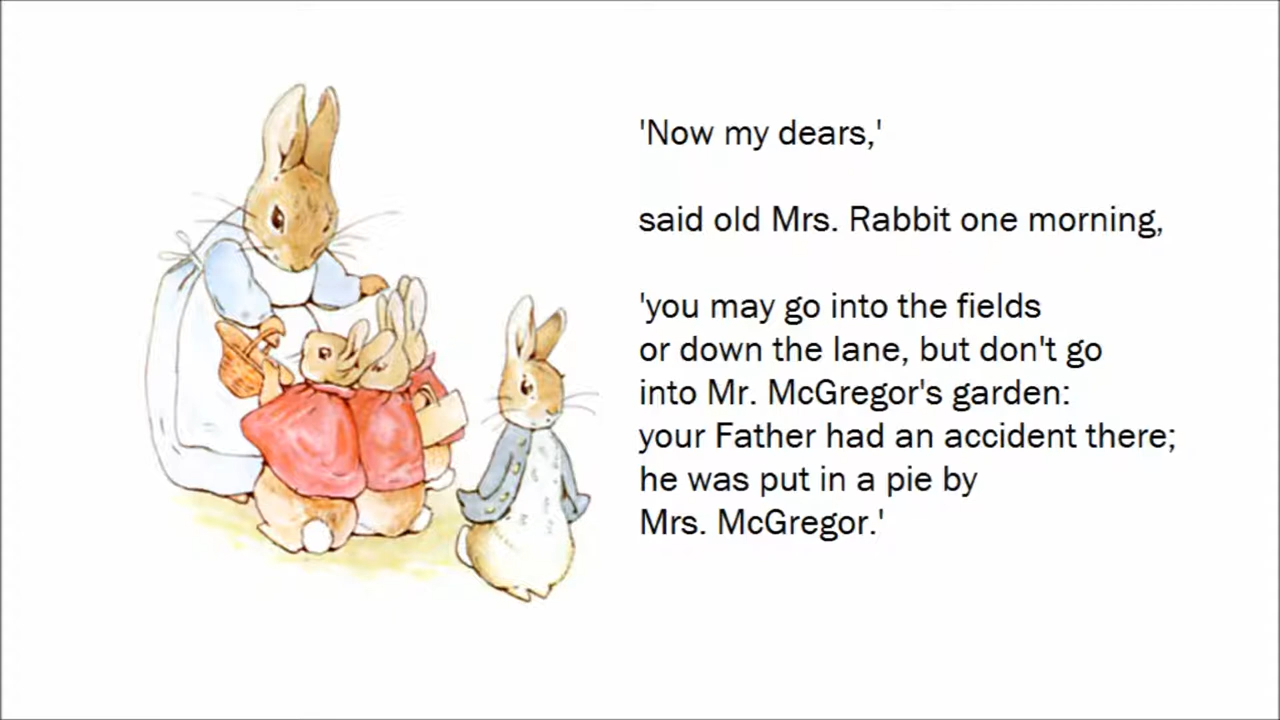 'Now my dears,'
said old Mrs. Rabbit one morning,
'you may go into the fields
or down the lane, but don't go
into Mr. McGregor's garden:
your Father had an accident there;
he was put in a pie by
Mrs. McGregor.'